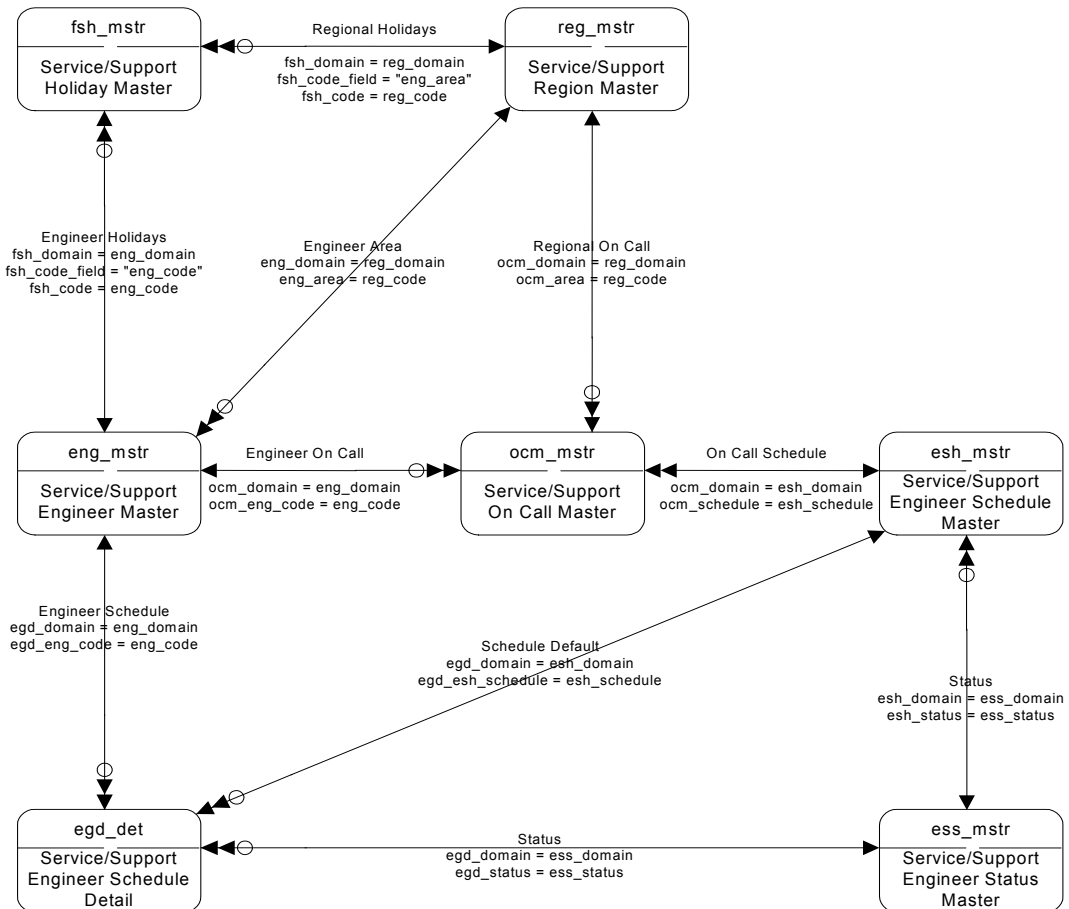 fsh_mstr
Service/Support
Holiday Master
Regional Holidays
fsh_domain = reg_domain
fsh_code_field = "eng_area"
fsh_code = reg_code
reg_mstr
Service/Support
Region Master
Engineer Holidays
fsh_domain = eng_domain
fsh_code_field = "eng_code"
fsh_code = eng_code
Engineer Area
eng_domain = reg_domain
eng_area = reg_code
Regional On Call
ocm_domain = reg_domain
ocm_area = reg_code
eng_mstr
Service/Support
Engineer Master
Engineer On Call
ocm_domain = eng_domain
ocm_eng_code = eng_code
ocm_mstr
Service/Support
On Call Master
On Call Schedule
ocm_domain = esh_domain
ocm_schedule = esh_schedule
esh_mstr
Service/Support
Engineer Schedule
Master
Engineer Schedule
egd_domain = eng_domain
egd_eng_code = eng_code
Schedule Default
egd_domain = esh_domain
egd_esh_schedule = esh_schedule
Status
esh_domain = ess_domain
esh_status = ess_status
egd_det
Service/Support
Engineer Schedule
Detail
Status
egd_domain = ess_domain
egd_status = ess_status
ess_mstr
Service/Support
Engineer Status
Master